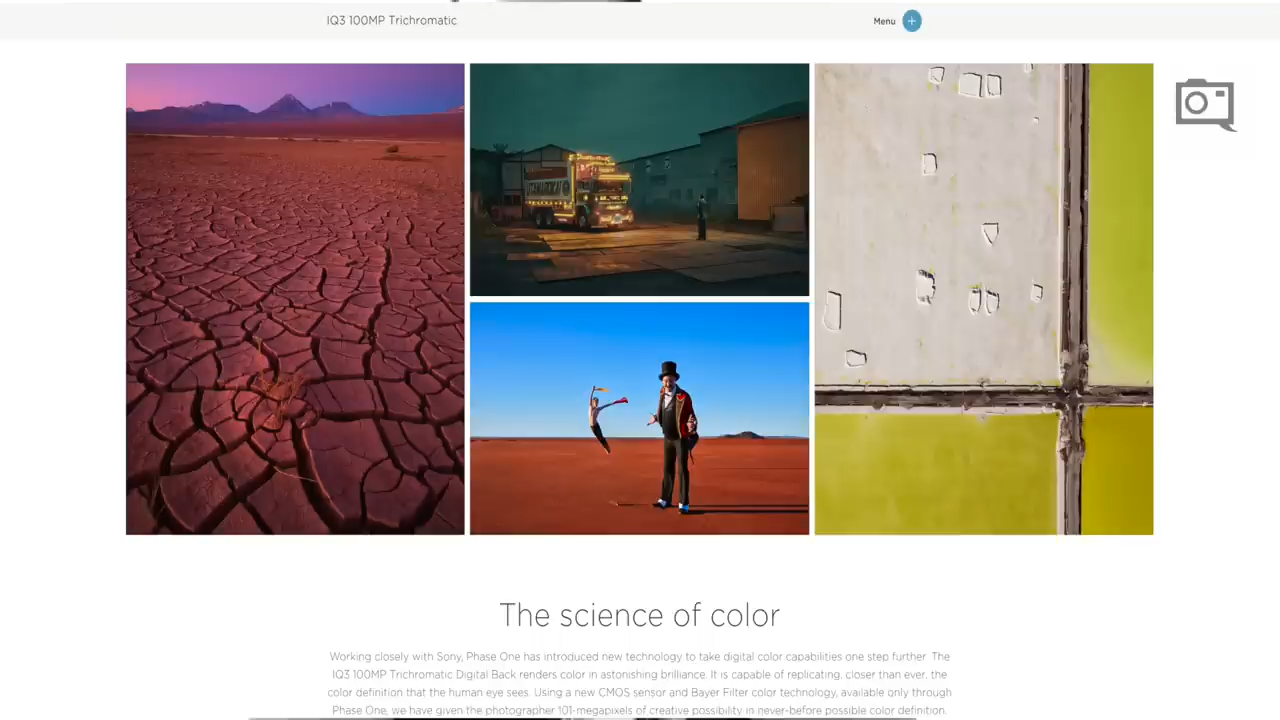 IQ3 100MP Trichromatic
Menu +
The science of color
Working closely with Sony, Phase One has introduced new technology to take digital color capabilities one step further. The
IQ3 100MP Trichromatic Digital Back renders color in astonishing brilliance. It is capable of replicating, closer than ever, the
color definition that the human eye sees. Using a new CMOS sensor and Bayer Filter color technology, available only through
Phase One, we have given the photographer 101-megapixels of creative possibility in never-before possible color definition.